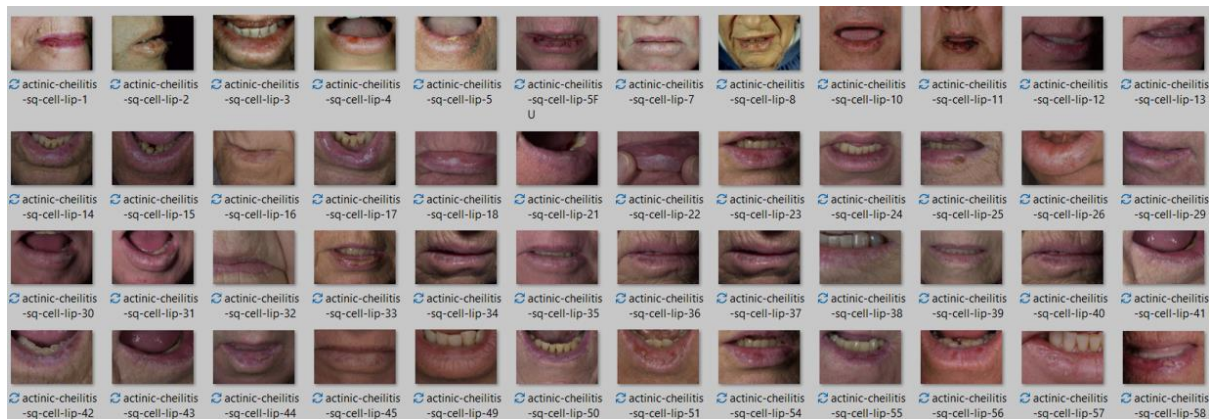 actinic-cheilitis actinic-cheilitis actinic-cheilitis actinic-cheilitis actinic-cheilitis actinic-cheilitis actinic-cheilitis actinic-cheilitis actinic-cheilitis actinic-cheilitis actinic-cheilitis actinic-cheilitis
-sq-cell-lip-1 -sq-cell-lip-2 -sq-cell-lip-3 -sq-cell-lip-4 -sq-cell-lip-5 -sq-cell-lip-5F -sq-cell-lip-7 -sq-cell-lip-8 -sq-cell-lip-10 -sq-cell-lip-11 -sq-cell-lip-12 -sq-cell-lip-13
U
actinic-cheilitis actinic-cheilitis actinic-cheilitis actinic-cheilitis actinic-cheilitis actinic-cheilitis actinic-cheilitis actinic-cheilitis actinic-cheilitis actinic-cheilitis actinic-cheilitis actinic-cheilitis
-sq-cell-lip-14 -sq-cell-lip-15 -sq-cell-lip-16 -sq-cell-lip-17 -sq-cell-lip-18 -sq-cell-lip-21 -sq-cell-lip-22 -sq-cell-lip-23 -sq-cell-lip-24 -sq-cell-lip-25 -sq-cell-lip-26 -sq-cell-lip-29
actinic-cheilitis actinic-cheilitis actinic-cheilitis actinic-cheilitis actinic-cheilitis actinic-cheilitis actinic-cheilitis actinic-cheilitis actinic-cheilitis actinic-cheilitis actinic-cheilitis actinic-cheilitis
-sq-cell-lip-30 -sq-cell-lip-31 -sq-cell-lip-32 -sq-cell-lip-33 -sq-cell-lip-34 -sq-cell-lip-35 -sq-cell-lip-36 -sq-cell-lip-37 -sq-cell-lip-38 -sq-cell-lip-39 -sq-cell-lip-40 -sq-cell-lip-41
actinic-cheilitis actinic-cheilitis actinic-cheilitis actinic-cheilitis actinic-cheilitis actinic-cheilitis actinic-cheilitis actinic-cheilitis actinic-cheilitis actinic-cheilitis actinic-cheilitis actinic-cheilitis
-sq-cell-lip-42 -sq-cell-lip-43 -sq-cell-lip-44 -sq-cell-lip-45 -sq-cell-lip-49 -sq-cell-lip-50 -sq-cell-lip-51 -sq-cell-lip-54 -sq-cell-lip-55 -sq-cell-lip-56 -sq-cell-lip-57 -sq-cell-lip-58